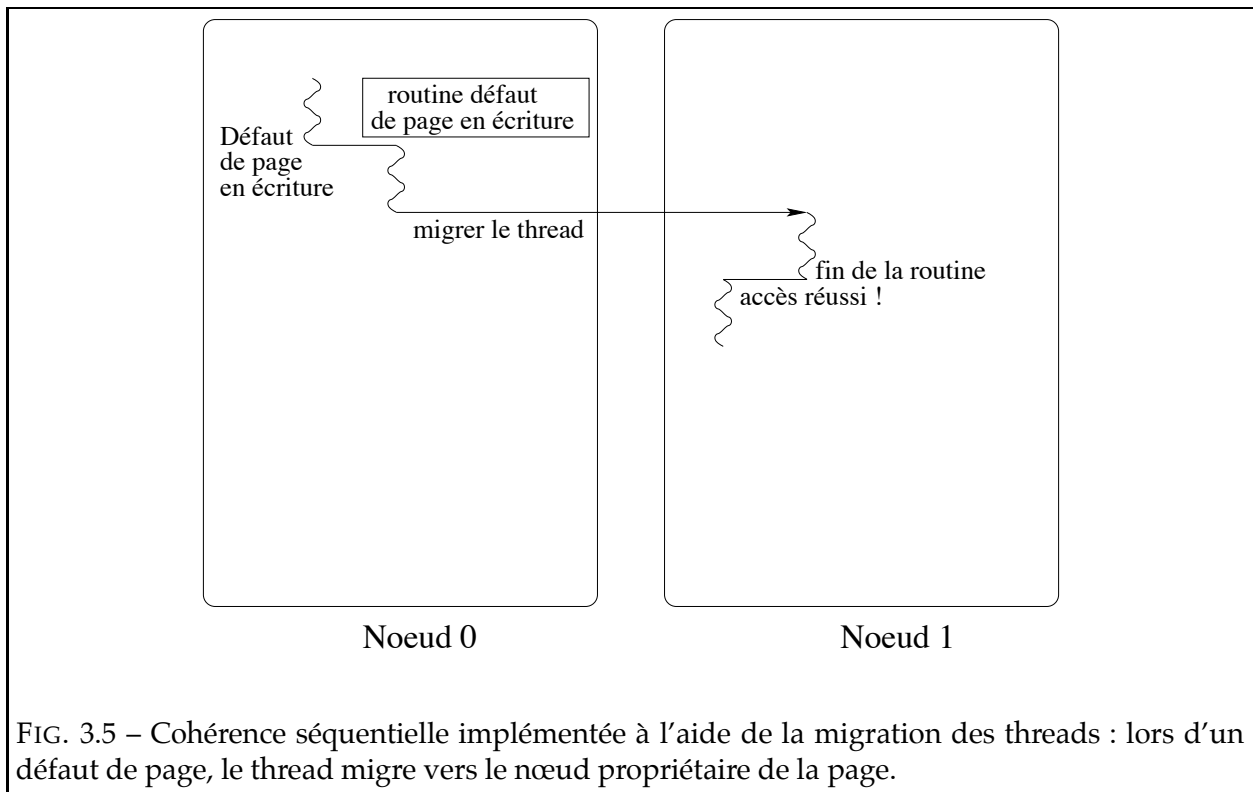 routine défaut
de page en écriture
Défaut
de page
en écriture
migrer le thread
fin de la routine
accès réussi !
Noeud 0
Noeud 1
FIG. 3.5 – Cohérence séquentielle implémentée à l'aide de la migration des threads : lors d'un
défaut de page, le thread migre vers le nœud propriétaire de la page.